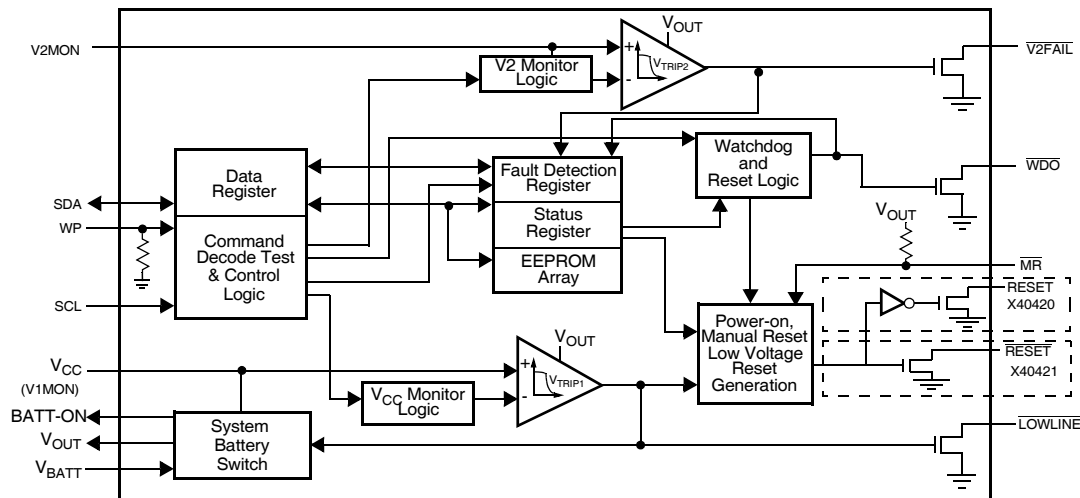 V2MON
V2 Monitor
Logic
+
-
VOUT
VTRIP2
V2FAIL
Watchdog
and
Reset Logic
WDO
Data
Register
Fault Detection
Register
Status
Register
EEPROM
Array
SDA
WP
Command
Decode Test
& Control
Logic
SCL
VOUT
MR
RESET
X40420
Power-on,
Manual Reset
Low Voltage
Reset
Generation
RESET
X40421
VCC
(V1MON)
VOUT
+
-
VTRIP1
VCC Monitor
Logic
BATT-ON
VOUT
VBATT
System
Battery
Switch
LOWLINE